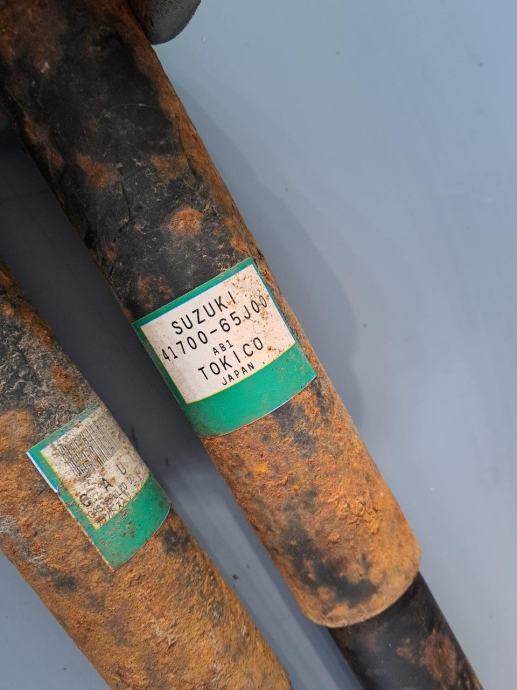 SUZUKI
41700-65J00
AB1
TOKICO
JAPAN